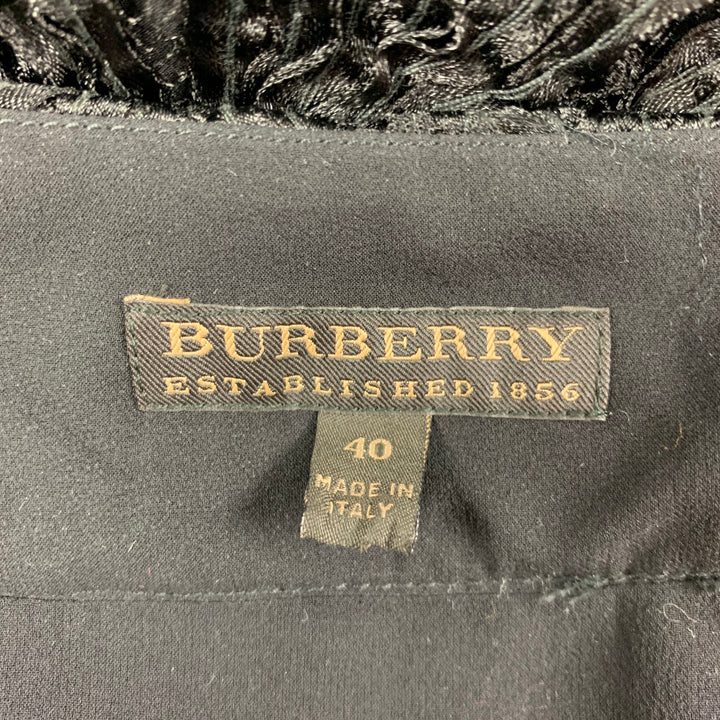 BURBERRY
ESTABLISHED 1856
40
MADE IN
ITALY